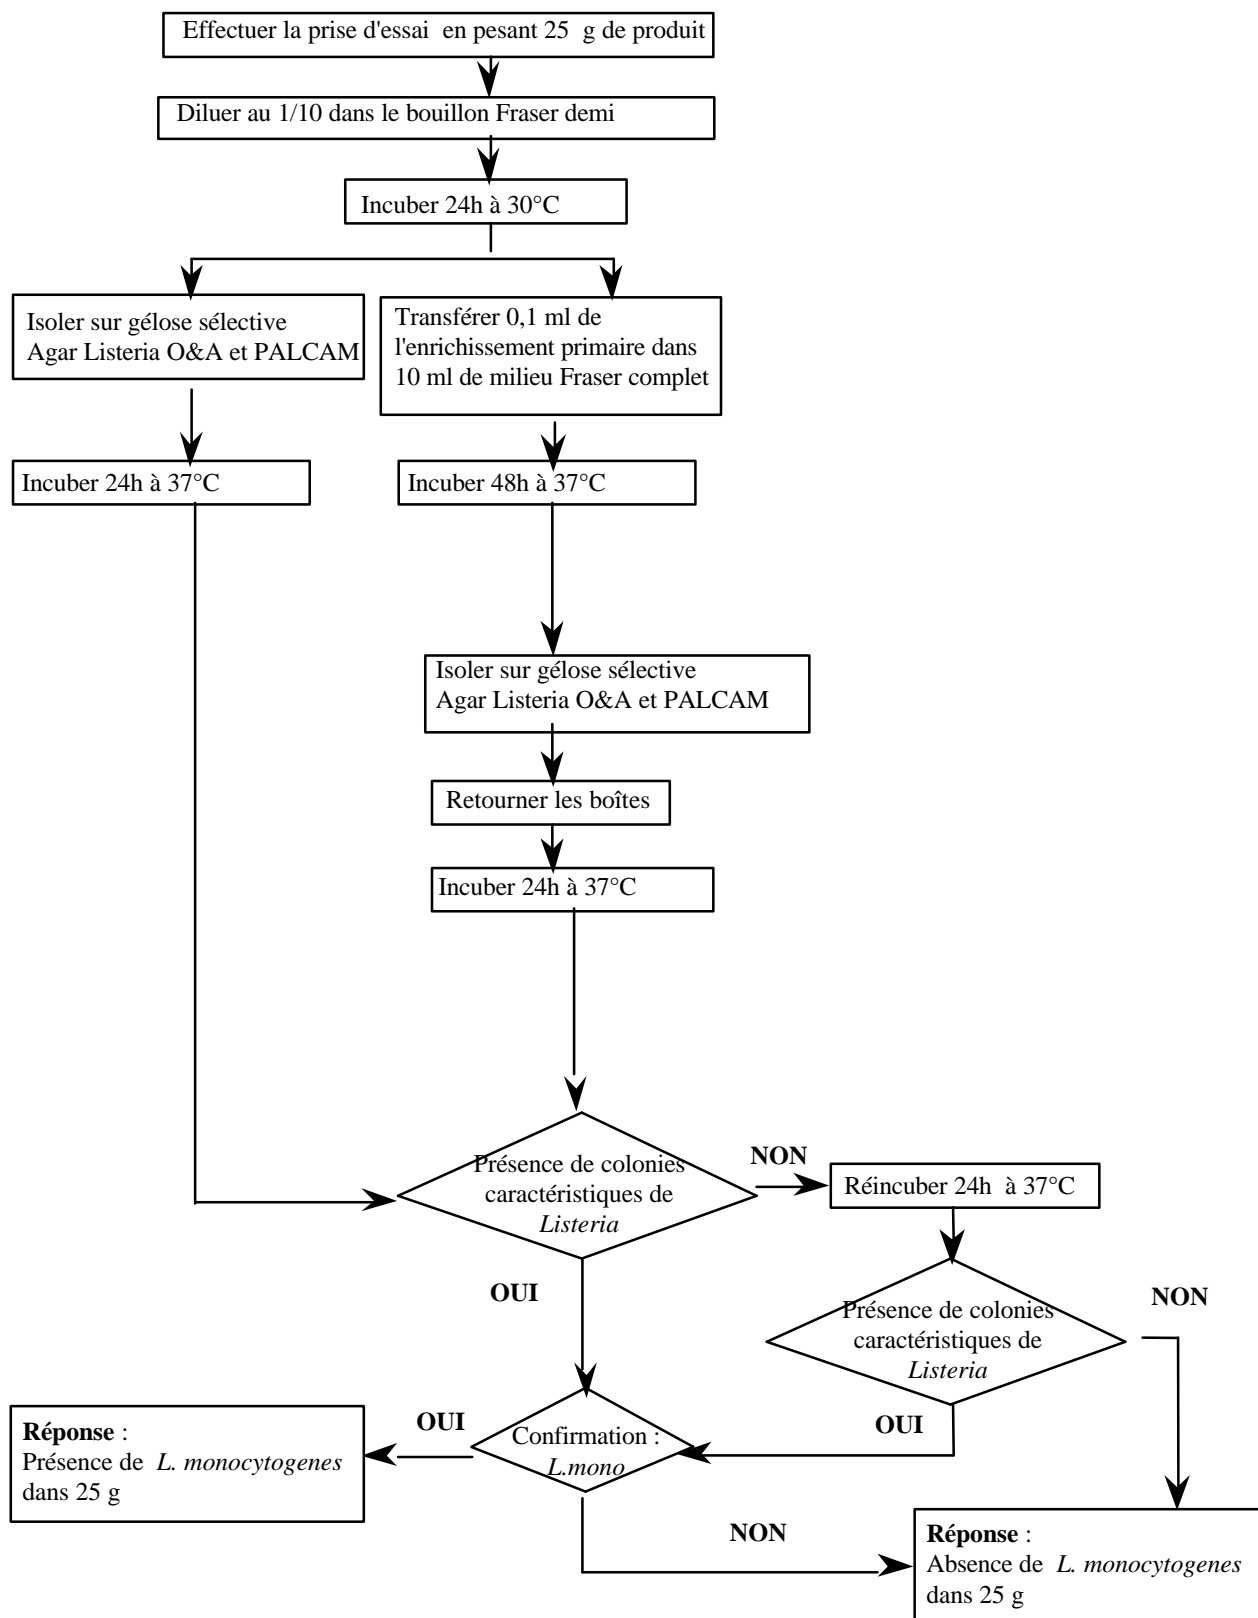 Effectuer la prise d'essai en pesant 25 g de produit
Diluer au 1/10 dans le bouillon Fraser demi
Incuber 24h à 30°C
Isoler sur gélose sélective
Agar Listeria O&A et PALCAM
Transférer 0,1 ml de
l'enrichissement primaire dans
10 ml de milieu Fraser complet
Incuber 24h à 37°C
Incuber 48h à 37°C
Isoler sur gélose sélective
Agar Listeria O&A et PALCAM
Retourner les boîtes
Incuber 24h à 37°C
Présence de colonies
caractéristiques de
Listeria
NON
Réincuber 24h à 37°C
OUI
Présence de colonies
caractéristiques de
Listeria
NON
OUI
Confirmation :
L.mono
OUI
Réponse :
Présence de L. monocytogenes
dans 25 g
NON
Réponse :
Absence de L. monocytogenes
dans 25 g